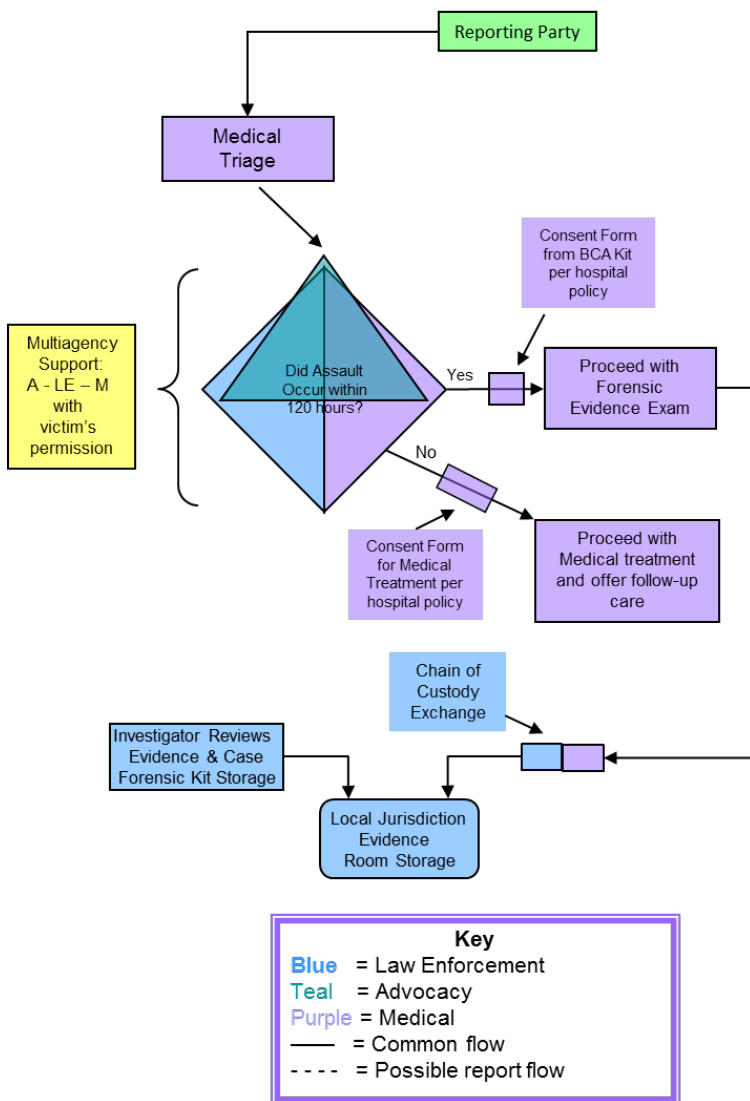 Reporting Party
Medical
Triage
Consent Form
from BCA Kit
per hospital
policy
Multiagency
Support:
A - LE – M
with
victim's
permission
Did Assault
Occur within
120 hours?
Yes
Proceed with
Forensic
Evidence Exam
No
Consent Form
for Medical
Treatment per
hospital policy
Proceed with
Medical treatment
and offer follow-up
care
Chain of
Custody
Exchange
Investigator Reviews
Evidence & Case
Forensic Kit Storage
Local Jurisdiction
Evidence
Room Storage
Key
Blue = Law Enforcement
Teal = Advocacy
Purple = Medical
—— = Common flow
- - - - = Possible report flow